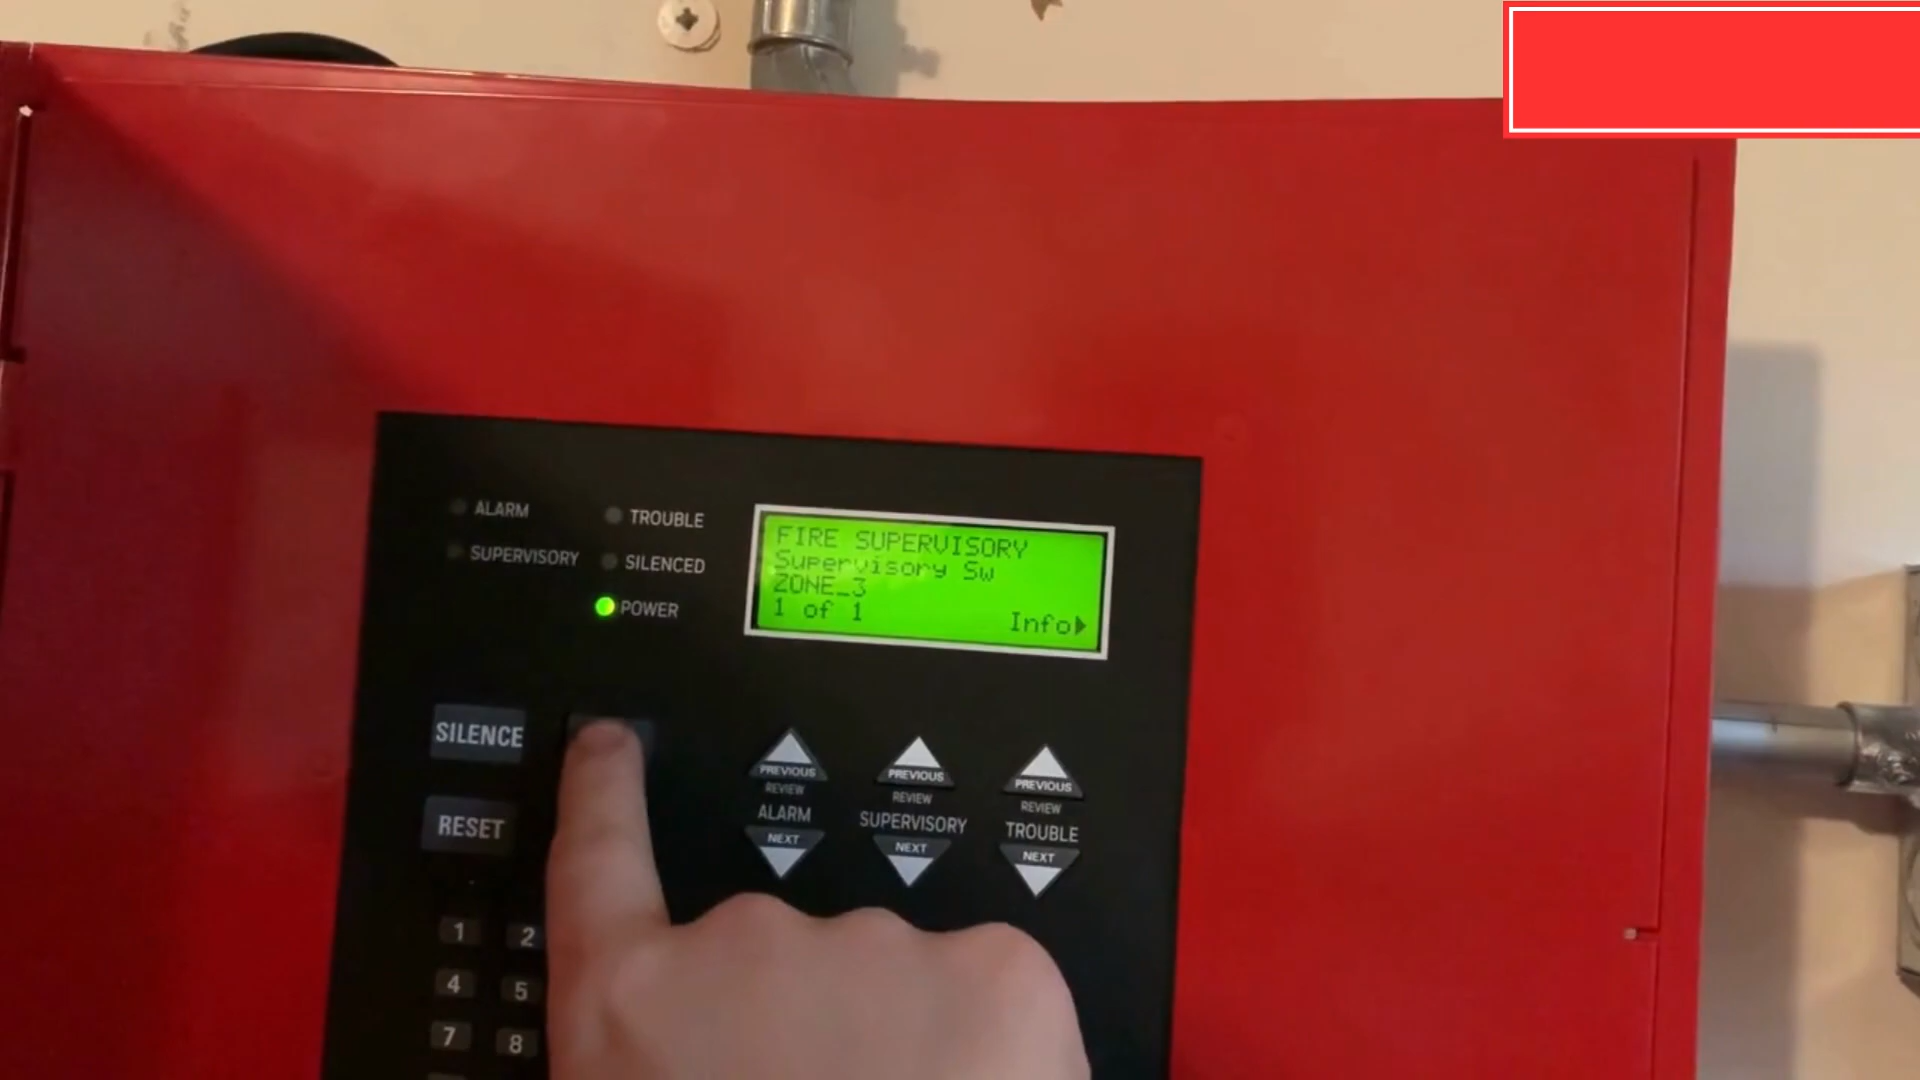 ALARM
TROUBLE
SUPERVISORY
SILENCED
POWER
FIRE SUPERVISORY
Supervisory Sw
ZONE_3
1 of 1 Info
SILENCE
RESET
PREVIOUS
REVIEW
ALARM
NEXT
PREVIOUS
REVIEW
SUPERVISORY
NEXT
PREVIOUS
REVIEW
TROUBLE
NEXT
1 2
4 5
7 8